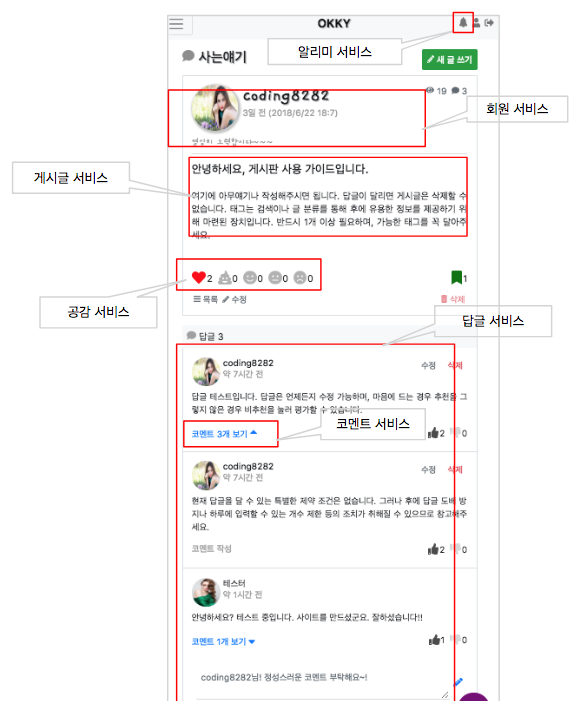 OKKY
알리미 서비스
사는얘기
새 글 쓰기
coding8282
3일 전 (2018/6/22 18:7)
19 3
회원 서비스
안녕하세요, 게시판 사용 가이드입니다.
게시글 서비스
여기에 아무얘기나 작성해주시면 됩니다. 답글이 달리면 게시글은 삭제할 수
없습니다. 태그는 검색이나 글 분류를 통해 후에 유용한 정보를 제공하기 위
해 마련된 장치입니다. 반드시 1개 이상 필요하며, 가능한 태그를 꼭 달아주
세요.
2 0 0 0 0 1
목록 수정 삭제
공감 서비스
답글 서비스
답글 3
coding8282
약 7시간 전
수정 삭제
답글 테스트입니다. 답글은 언제든지 수정 가능하며, 마음에 드는 경우 추천을 그
렇지 않은 경우 비추천을 눌러 평가할 수 있습니다.
코멘트 서비스
코멘트 3개 보기
2 0
coding8282
약 7시간 전
수정 삭제
현재 답글을 달 수 있는 특별한 제약 조건은 없습니다. 그러나 후에 답글 도배 방
지나 하루에 입력할 수 있는 개수 제한 등의 조치가 취해질 수 있으므로 참고해주
세요.
코멘트 작성
2 0
테스터
약 1시간 전
안녕하세요? 테스트 중입니다. 사이트를 만드셨군요. 잘하셨습니다!!
코멘트 1개 보기
1 0
coding8282님! 정성스러운 코멘트 부탁해요~!